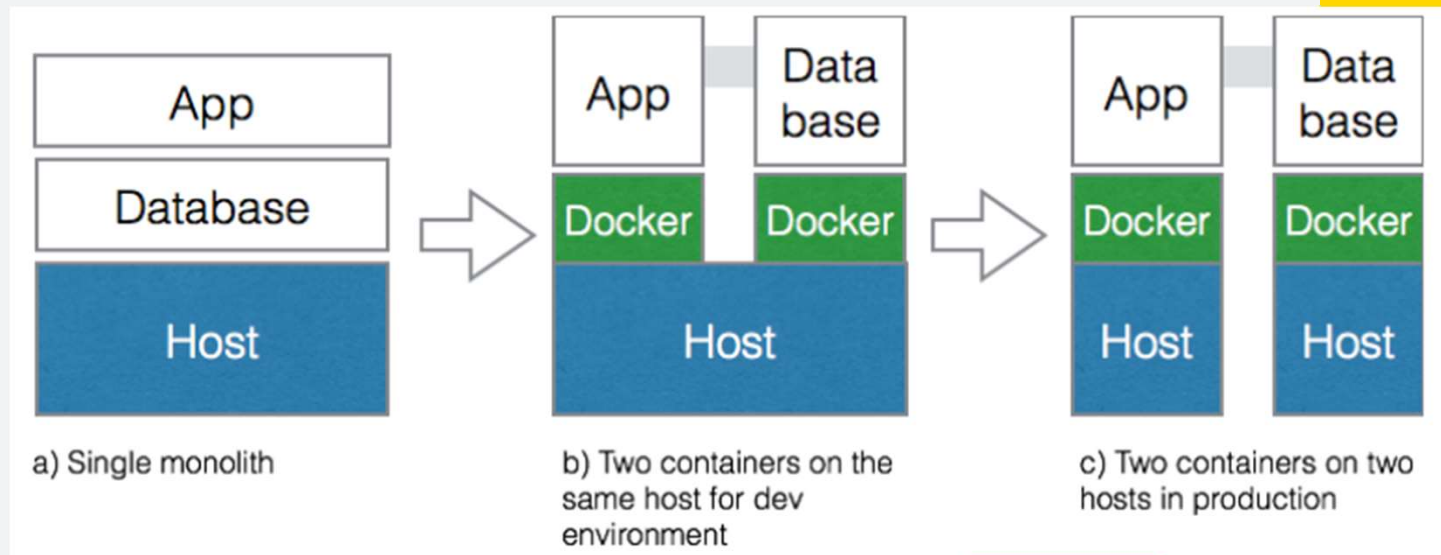 App
Database
Host
a) Single monolith
App
Data
base
Docker
Docker
Host
b) Two containers on the
same host for dev
environment
App
Data
base
Docker
Docker
Host
Host
c) Two containers on two
hosts in production